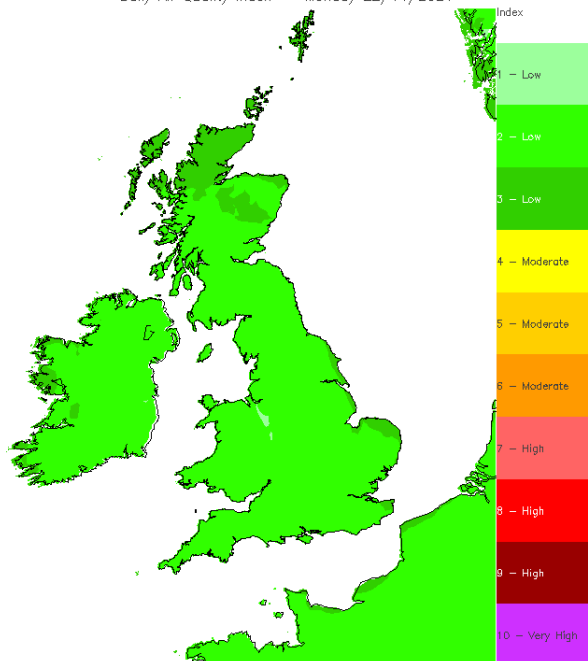 Index
1 – Low
2 – Low
3 – Low
4 – Moderate
5 – Moderate
6 – Moderate
7 – High
8 – High
9 – High
10 – Very High